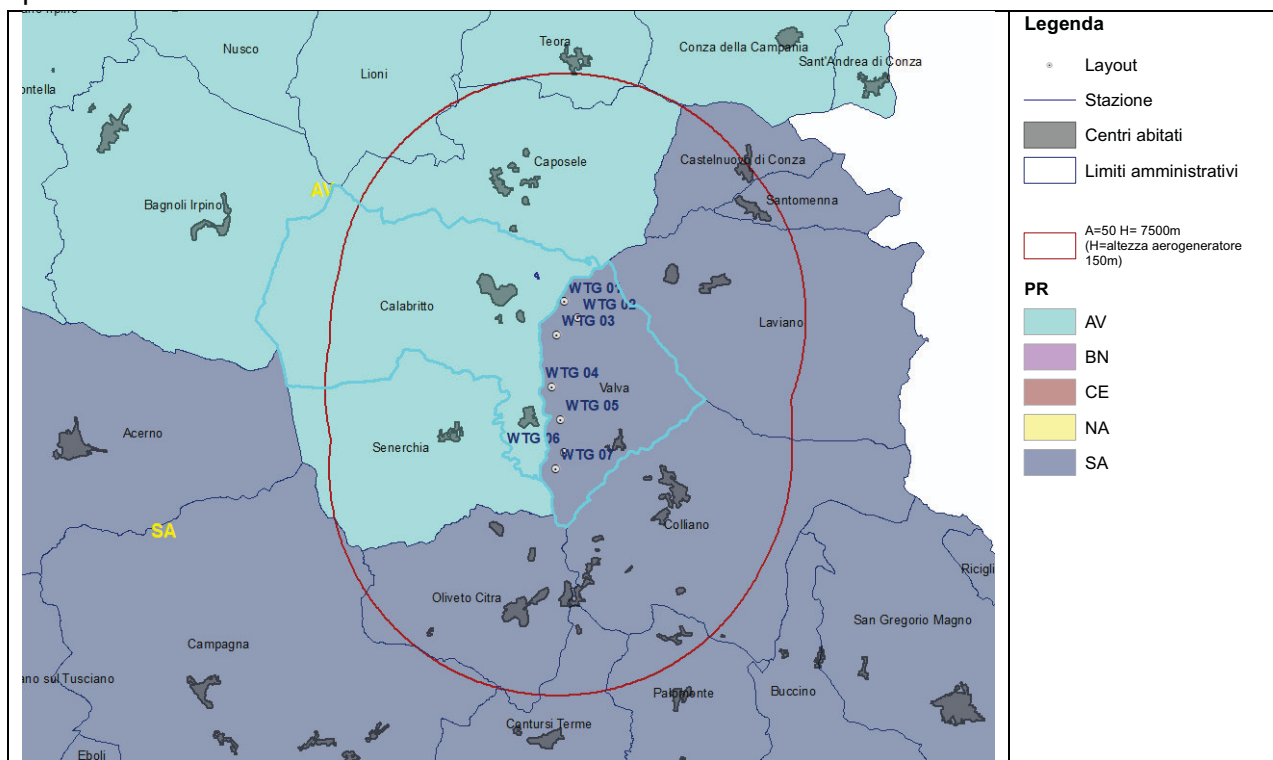 Nusco
Teora
Conza della Campania
Lioni
Sant'Andrea di Conza
Caposele
Castelnuovo di Conza
AV
Santomenna
Bagnoli Irpino
WTG 01
WTG 02
Calabritto
WTG 03
Laviano
WTG 04
Valva
WTG 05
Acerno
WTG 06
Senerchia
WTG 07
SA
Colliano
Ricigli
Oliveto Citra
San Gregorio Magno
Campagna
ano sul Tusciano
Palomonte
Buccino
Contursi Terme
Eboli
Legenda
Layout
Stazione
Centri abitati
Limiti amministrativi
A=50 H= 7500m
(H=altezza aerogeneratore
150m)
PR
AV
BN
CE
NA
SA